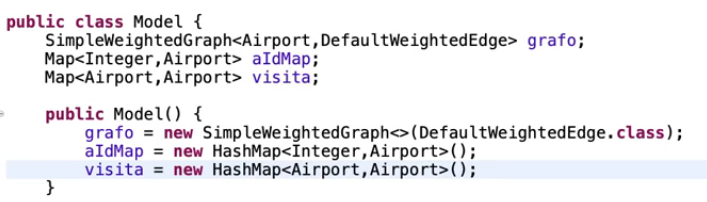 public class Model {
    SimpleWeightedGraph<Airport,DefaultWeightedEdge> grafo;
    Map<Integer,Airport> aIdMap;
    Map<Airport,Airport> visita;
    public Model() {
        grafo = new SimpleWeightedGraph<>(DefaultWeightedEdge.class);
        aIdMap = new HashMap<Integer,Airport>();
        visita = new HashMap<Airport,Airport>();
    }